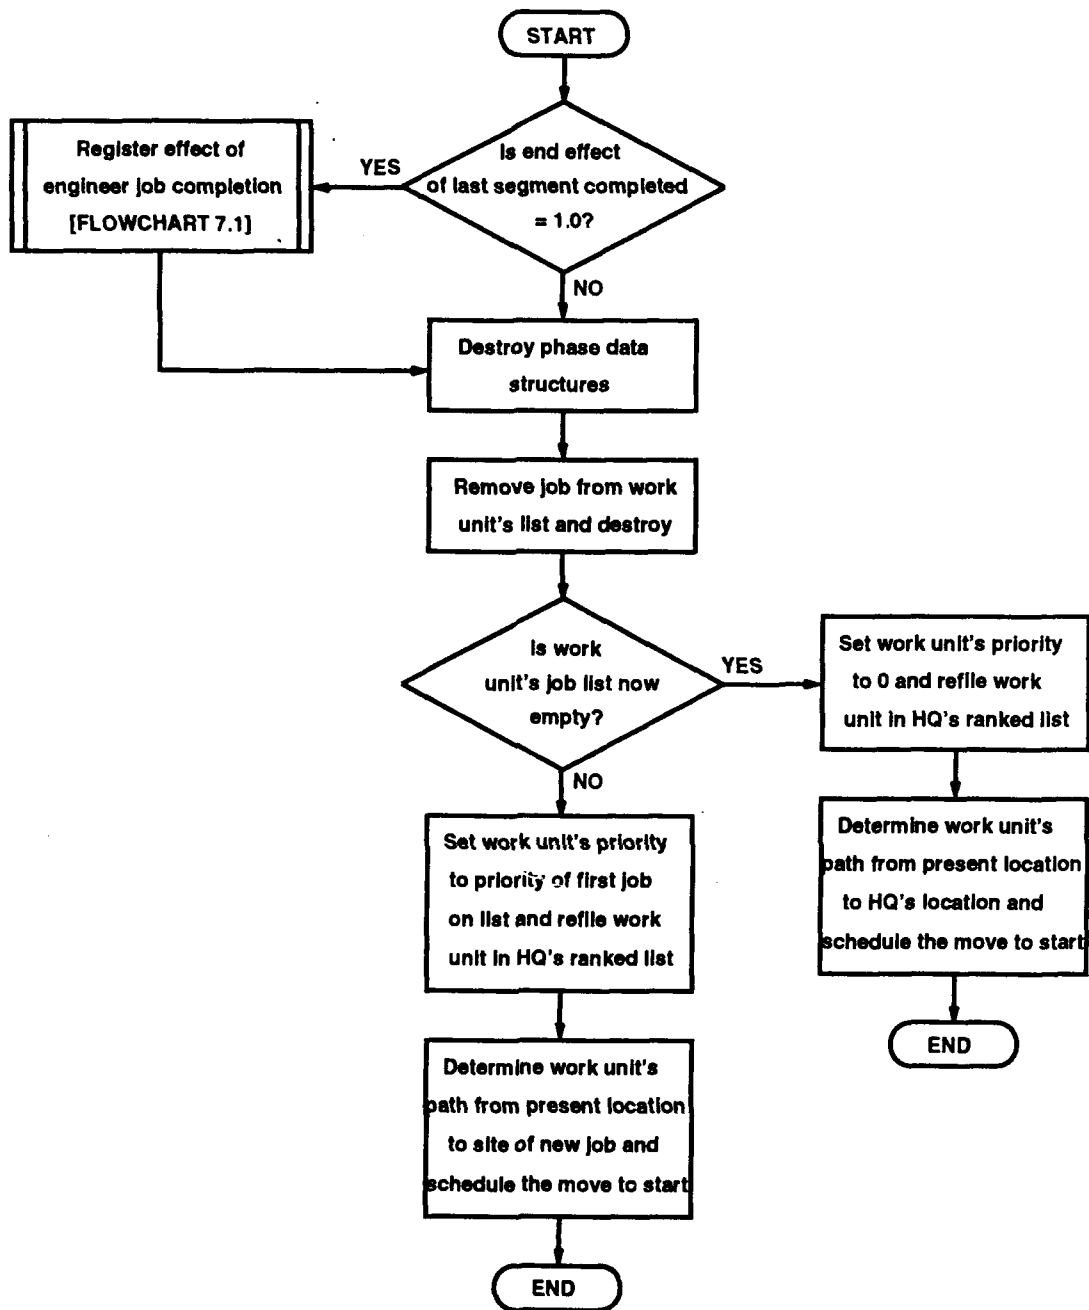 START
Is end effect
of last segment completed
= 1.0?
YES
Register effect of
engineer job completion
[FLOWCHART 7.1]
NO
Destroy phase data
structures
Remove job from work
unit's list and destroy
Is work
unit's job list now
empty?
YES
Set work unit's priority
to 0 and refile work
unit in HQ's ranked list
Determine work unit's
path from present location
to HQ's location and
schedule the move to start
END
NO
Set work unit's priority
to priority of first job
on list and refile work
unit in HQ's ranked list
Determine work unit's
path from present location
to site of new job and
schedule the move to start
END